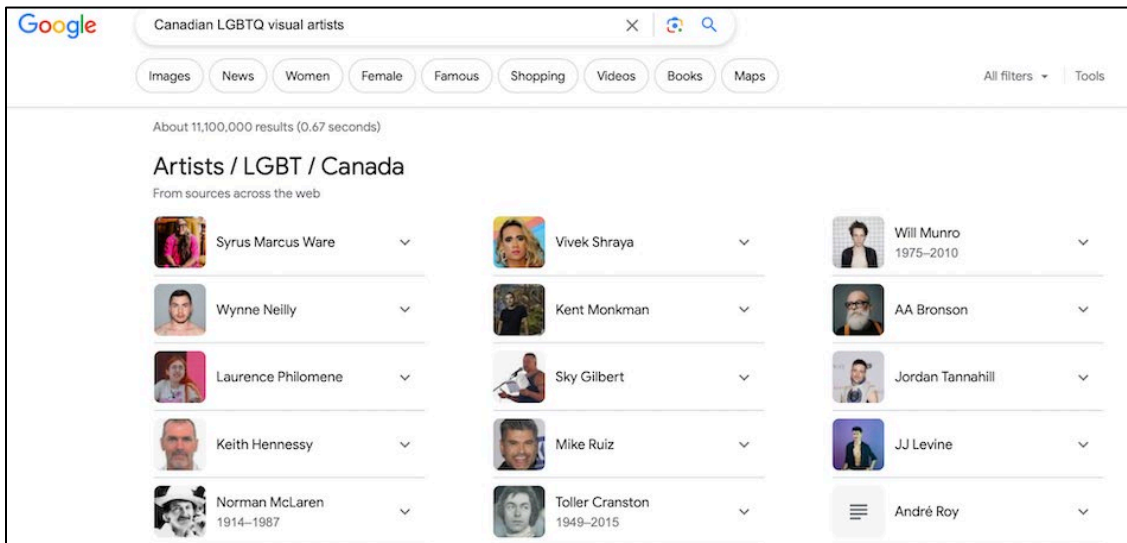 Google
Canadian LGBTQ visual artists
Images News Women Female Famous Shopping Videos Books Maps All filters Tools
About 11,100,000 results (0.67 seconds)
Artists / LGBT / Canada
From sources across the web
Syrus Marcus Ware
Vivek Shraya
Will Munro
1975–2010
Wynne Neilly
Kent Monkman
AA Bronson
Laurence Philomene
Sky Gilbert
Jordan Tannahill
Keith Hennessy
Mike Ruiz
JJ Levine
Norman McLaren
1914–1987
Toller Cranston
1949–2015
André Roy